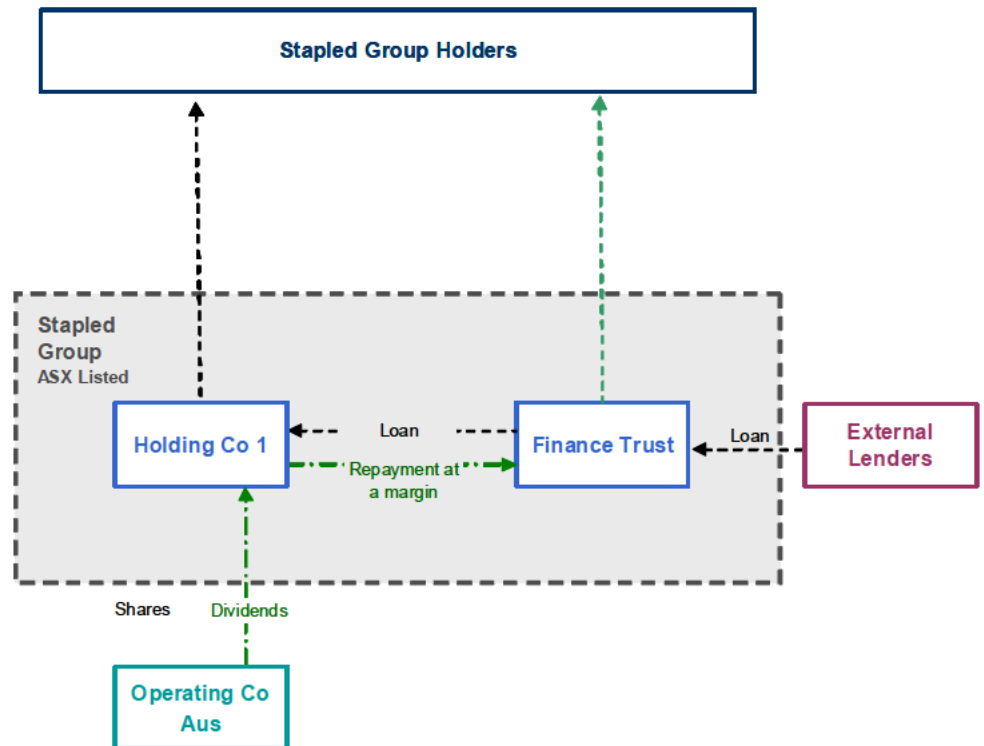 Stapled Group Holders
Stapled
Group
ASX Listed
Holding Co 1
Loan
Repayment at
a margin
Finance Trust
Loan
External
Lenders
Shares
Dividends
Operating Co
Aus